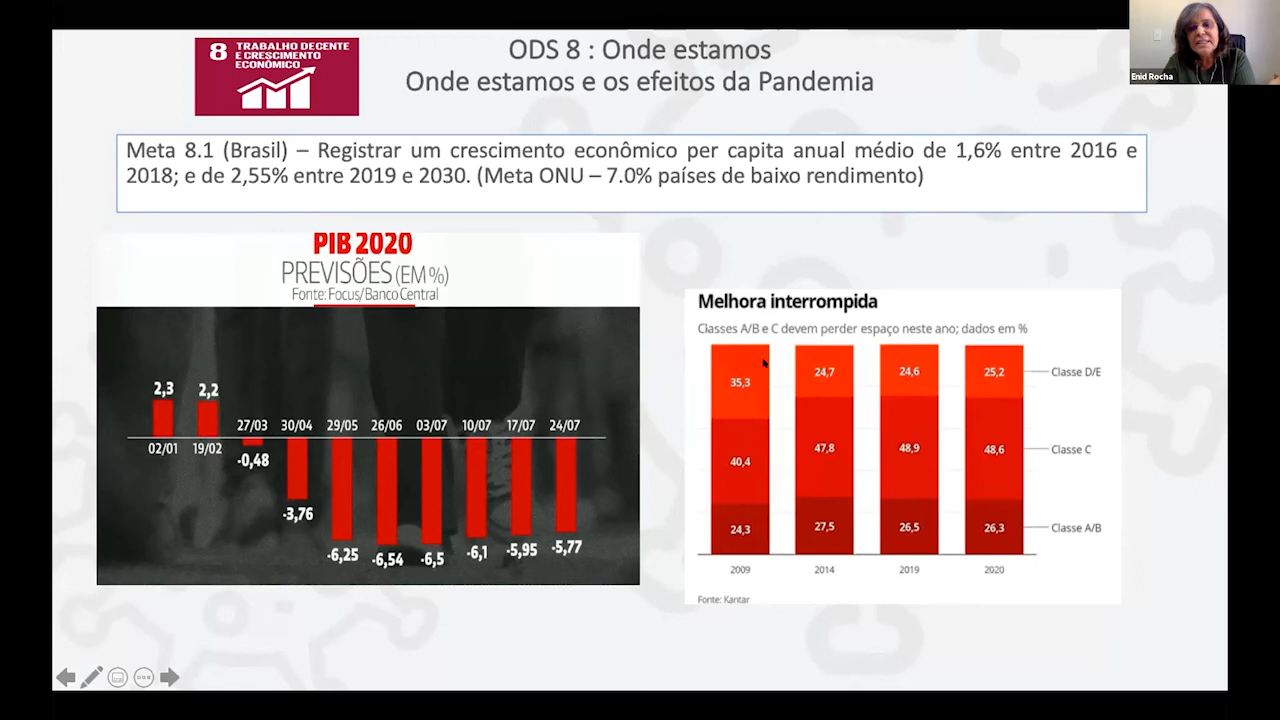 8 TRABALHO DECENTE
E CRESCIMENTO
ECONÔMICO
ODS 8 : Onde estamos
Onde estamos e os efeitos da Pandemia
Enid Rocha
Meta 8.1 (Brasil) – Registrar um crescimento econômico per capita anual médio de 1,6% entre 2016 e
2018; e de 2,55% entre 2019 e 2030. (Meta ONU – 7.0% países de baixo rendimento)
PIB 2020
PREVISÕES (EM %)
Fonte: Focus/Banco Central
2,3 2,2
27/03 30/04 29/05 26/06 03/07 10/07 17/07 24/07
02/01 19/02
-0,48
-3,76
-6,25 -6,54 -6,5 -6,1 -5,95 -5,77
Melhora interrompida
Classes A/B e C devem perder espaço neste ano; dados em %
35,3 24,7 24,6 25,2 Classe D/E
40,4 47,8 48,9 48,6 Classe C
24,3 27,5 26,5 26,3 Classe A/B
2009 2014 2019 2020
Fonte: Kantar